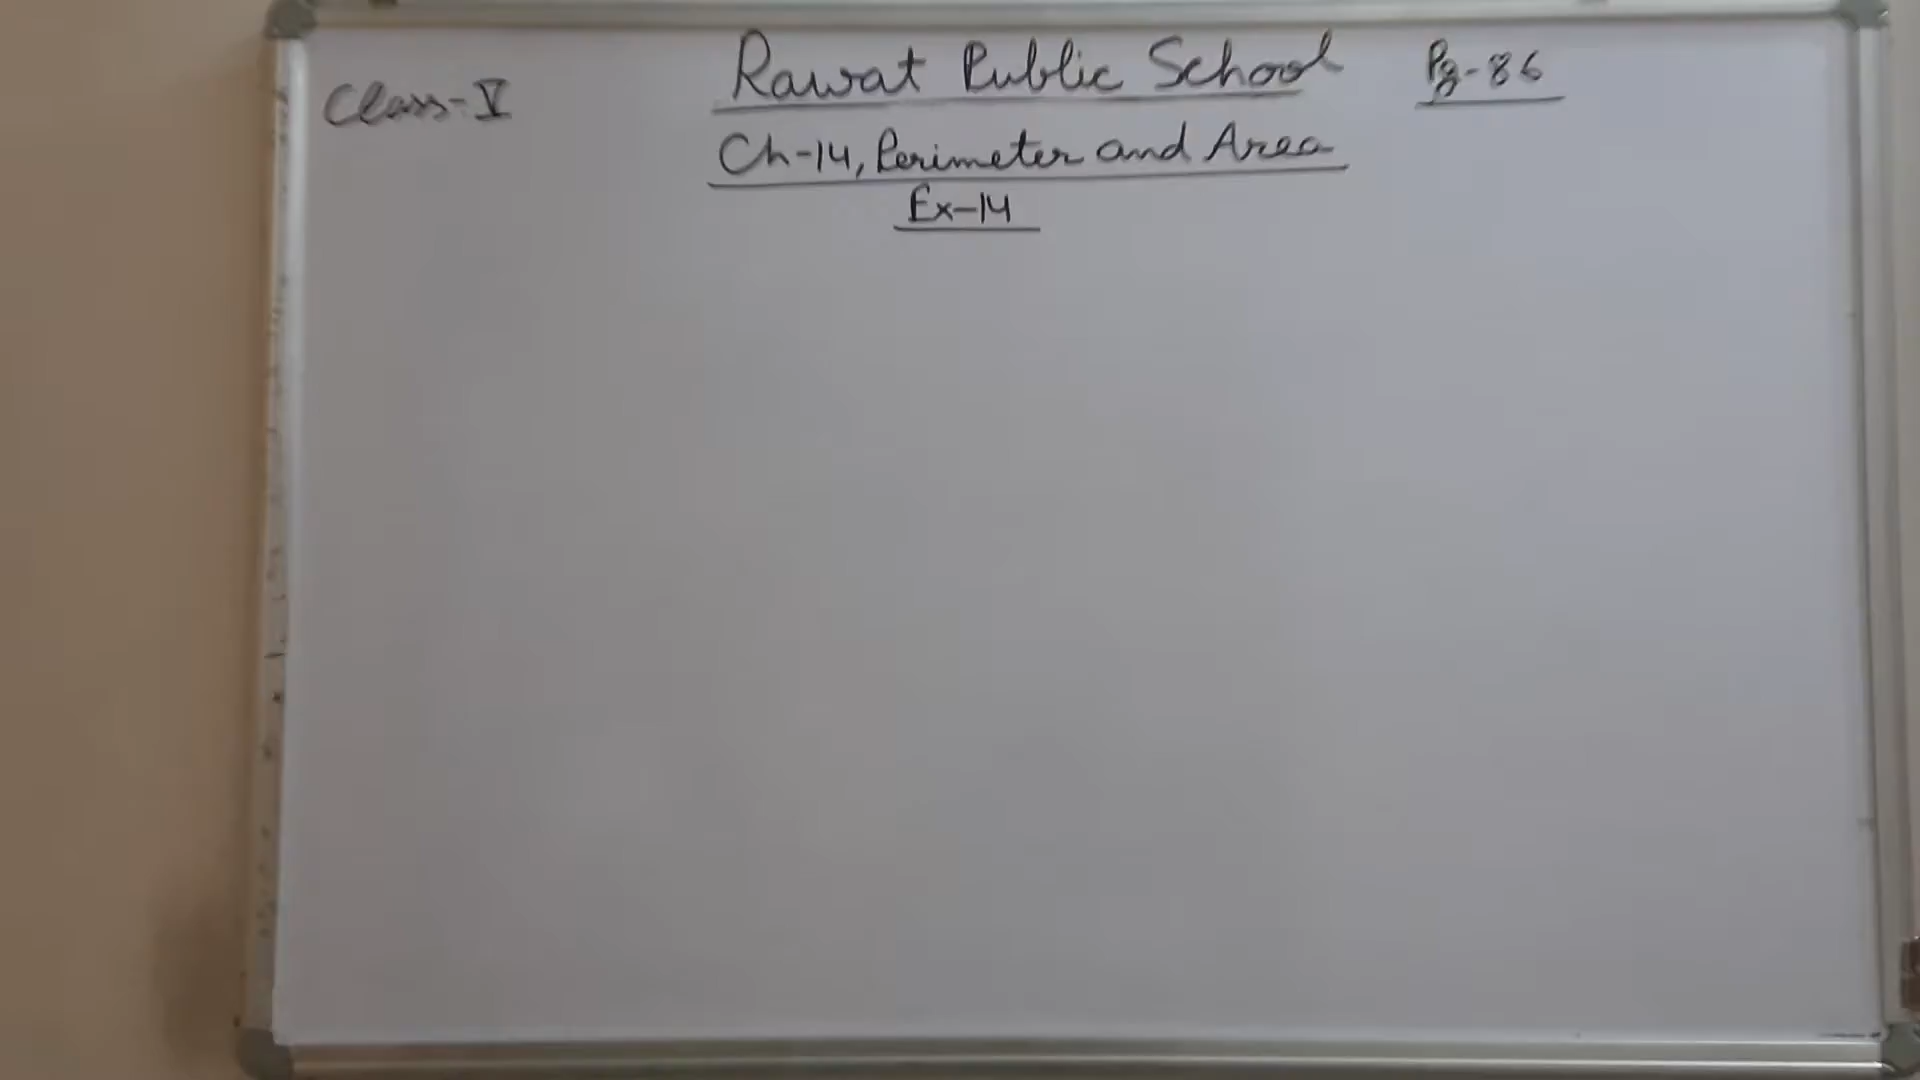 Rawat Public School Pg-86
Class-V
Ch-14, Perimeter and Area
Ex-14